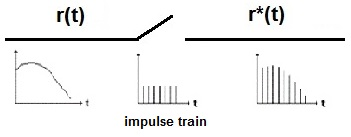 r(t) r*(t)
t t t
impulse train